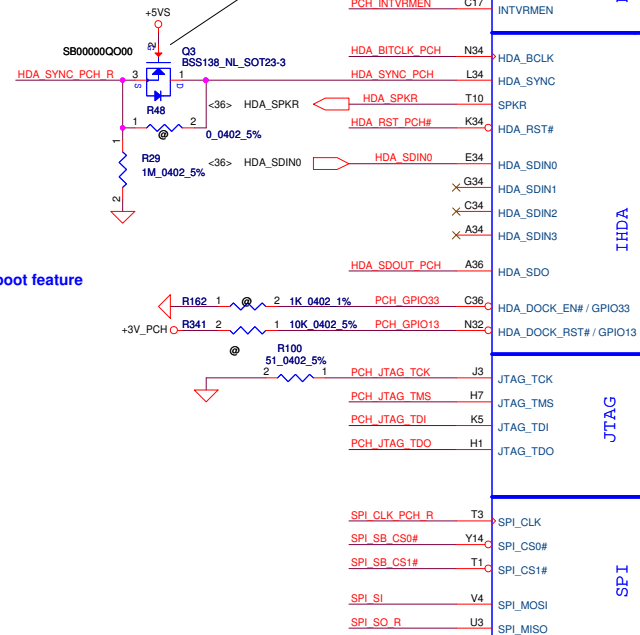 PCH_INTVRMEN C17 INTVRMEN
+5VS
SB00000QO00 Q3
BSS138_NL_SOT23-3
HDA_BITCLK_PCH N34 HDA_BCLK
HDA_SYNC_PCH_R 3 S G 2 1 D HDA_SYNC_PCH L34 HDA_SYNC
<36> HDA_SPKR HDA_SPKR T10 SPKR
R48
1 2 HDA_RST_PCH# K34 HDA_RST#
@ 0_0402_5%
1 R29 <36> HDA_SDIN0 HDA_SDIN0 E34 HDA_SDIN0
1M_0402_5%
2 G34 HDA_SDIN1
C34 HDA_SDIN2
A34 HDA_SDIN3
IHDA
HDA_SDOUT_PCH A36 HDA_SDO
boot feature
R162 1 @ 2 1K_0402_1% PCH_GPIO33 C36 HDA_DOCK_EN# / GPIO33
+3V_PCH R341 2 1 10K_0402_5% PCH_GPIO13 N32 HDA_DOCK_RST# / GPIO13
@ R100
51_0402_5%
2 1 PCH_JTAG_TCK J3 JTAG_TCK
PCH_JTAG_TMS H7 JTAG_TMS
PCH_JTAG_TDI K5 JTAG_TDI
PCH_JTAG_TDO H1 JTAG_TDO
JTAG
SPI_CLK_PCH_R T3 SPI_CLK
SPI_SB_CS0# Y14 SPI_CS0#
SPI_SB_CS1# T1 SPI_CS1#
SPI
SPI_SI V4 SPI_MOSI
SPI_SO_R U3 SPI_MISO